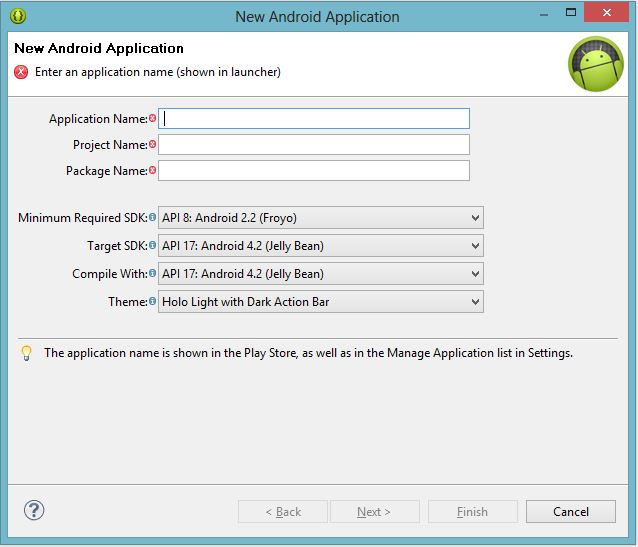 New Android Application
New Android Application
Enter an application name (shown in launcher)
Application Name:
Project Name:
Package Name:
Minimum Required SDK: API 8: Android 2.2 (Froyo)
Target SDK: API 17: Android 4.2 (Jelly Bean)
Compile With: API 17: Android 4.2 (Jelly Bean)
Theme: Holo Light with Dark Action Bar
The application name is shown in the Play Store, as well as in the Manage Application list in Settings.
? < Back Next > Finish Cancel